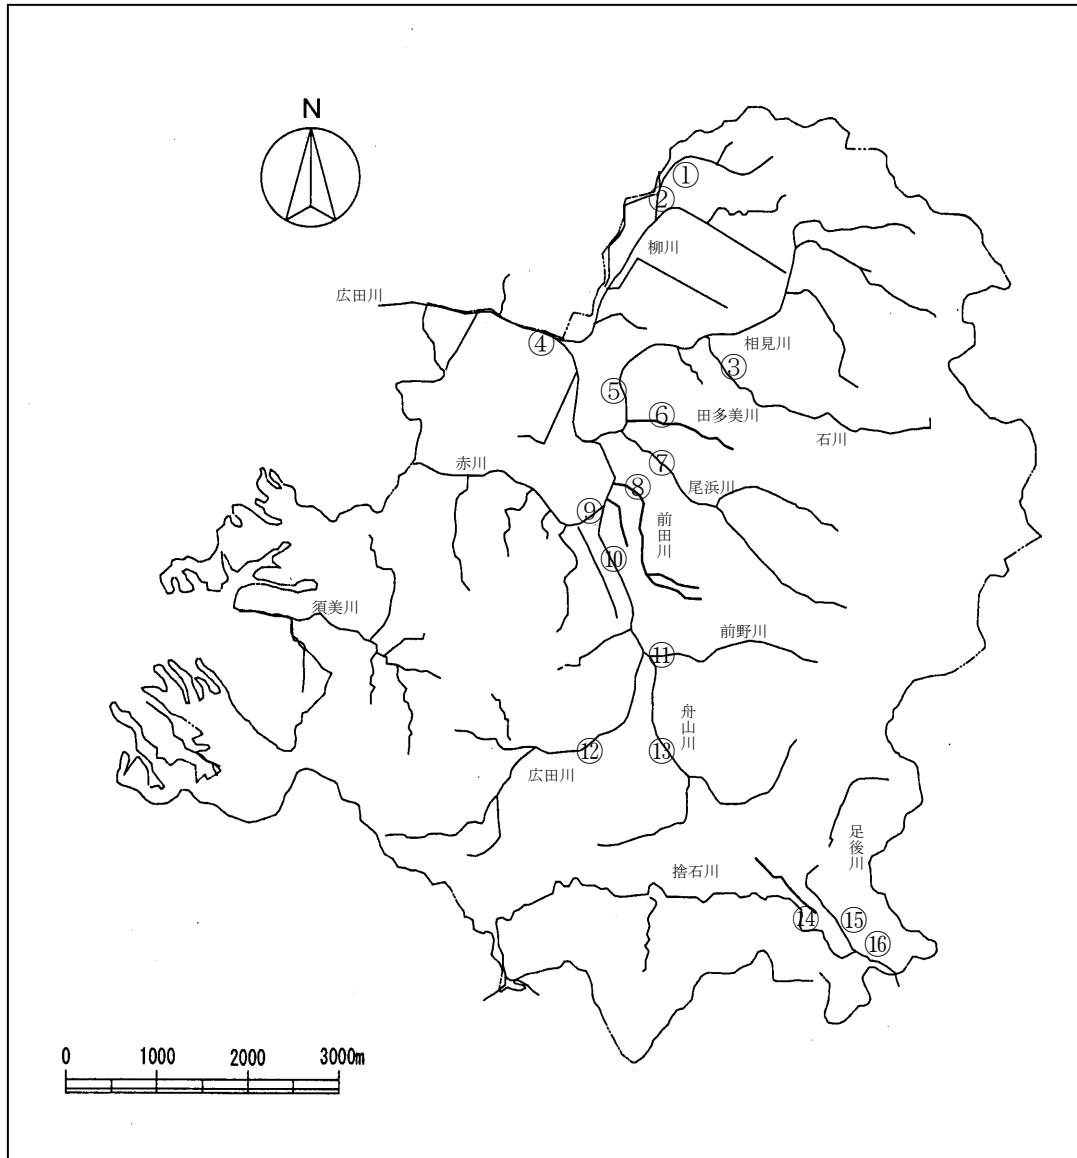 N
①
②
柳川
広田川
④
相見川
③
⑤
⑥
田多美川
石川
赤川
⑦
尾浜川
⑧
⑨
前田川
⑩
須美川
前野川
⑪
舟山川
⑫
⑬
広田川
足後川
捨石川
⑭
⑮
⑯
0 1000 2000 3000m